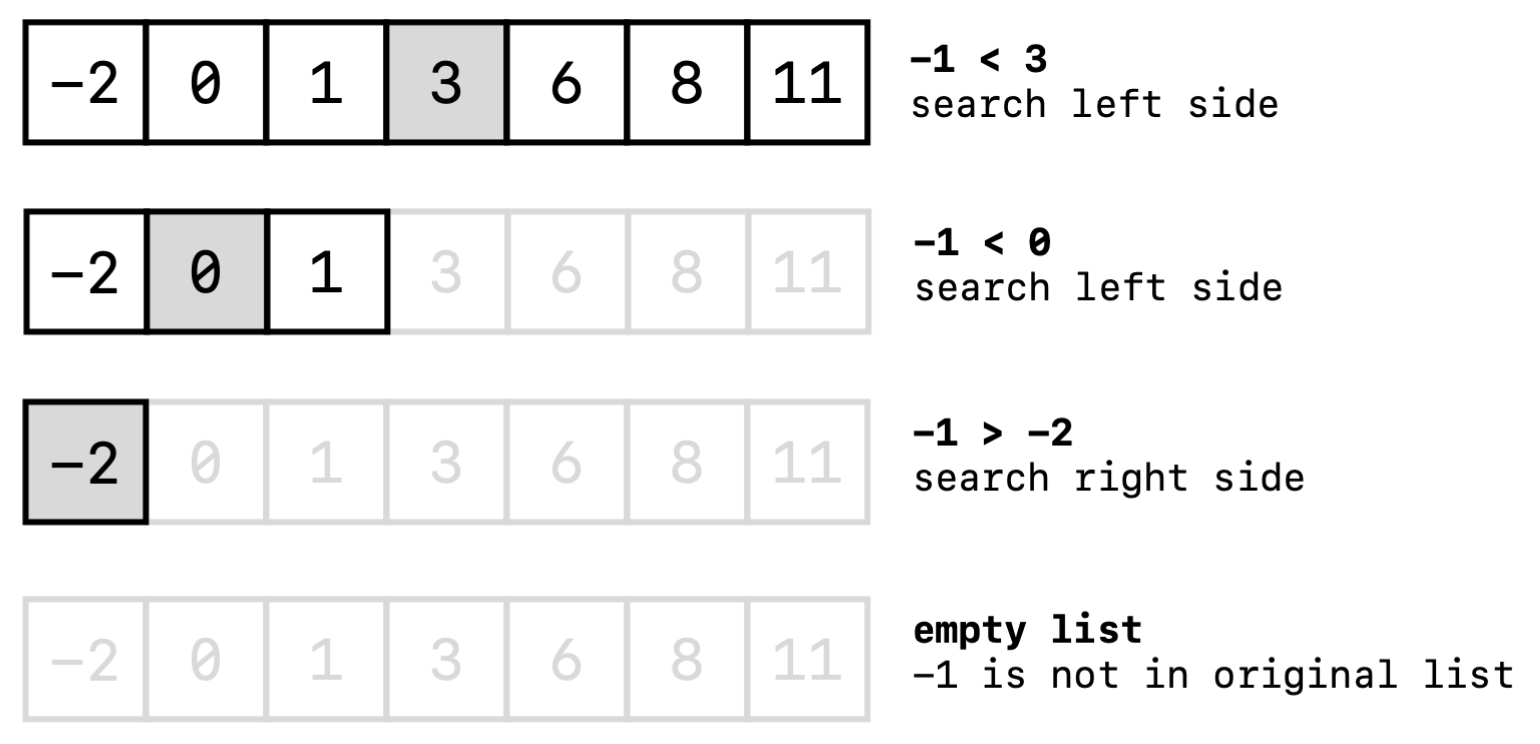 −2 0 1 3 6 8 11
−1 < 3
search left side
−2 0 1 3 6 8 11
−1 < 0
search left side
−2 0 1 3 6 8 11
−1 > −2
search right side
−2 0 1 3 6 8 11
empty list
−1 is not in original list